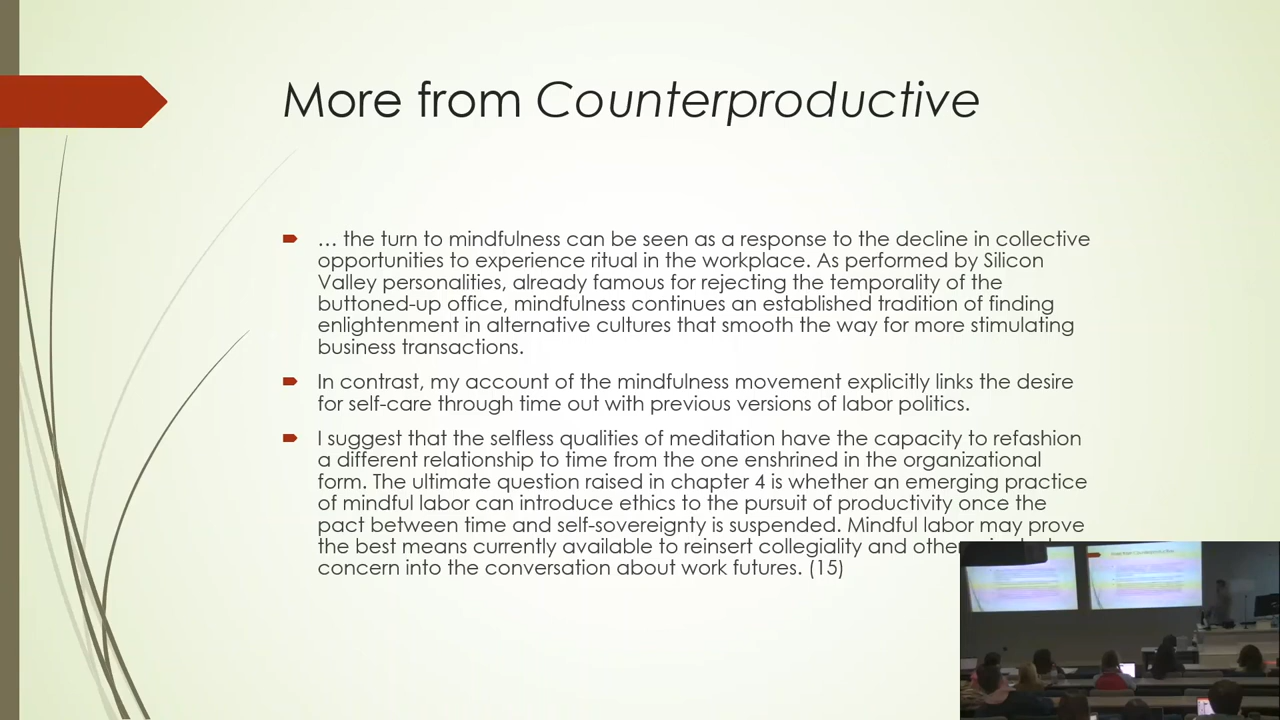 More from Counterproductive
… the turn to mindfulness can be seen as a response to the decline in collective
opportunities to experience ritual in the workplace. As performed by Silicon
Valley personalities, already famous for rejecting the temporality of the
buttoned-up office, mindfulness continues an established tradition of finding
enlightenment in alternative cultures that smooth the way for more stimulating
business transactions.
In contrast, my account of the mindfulness movement explicitly links the desire
for self-care through time out with previous versions of labor politics.
I suggest that the selfless qualities of meditation have the capacity to refashion
a different relationship to time from the one enshrined in the organizational
form. The ultimate question raised in chapter 4 is whether an emerging practice
of mindful labor can introduce ethics to the pursuit of productivity once the
pact between time and self-sovereignty is suspended. Mindful labor may prove
the best means currently available to reinsert collegiality and
concern into the conversation about work futures. (15)